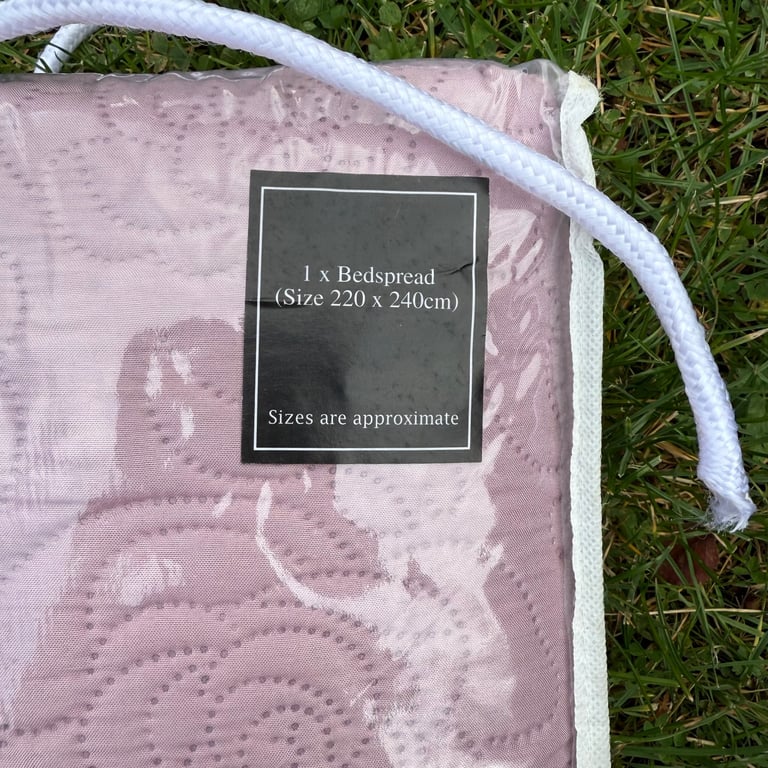 1 x Bedspread
(Size 220 x 240cm)
Sizes are approximate